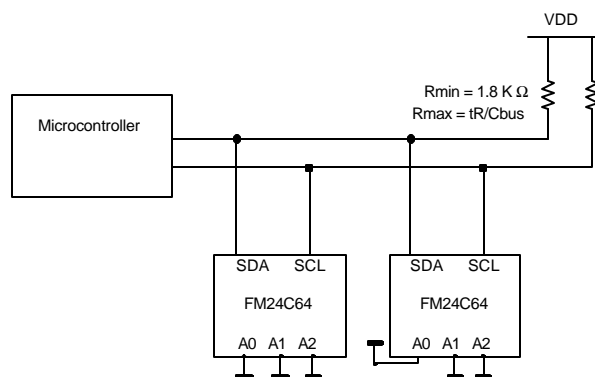 VDD
Rmin = 1.8 K Ω
Rmax = tR/Cbus
Microcontroller
SDA SCL
FM24C64
A0 A1 A2
SDA SCL
FM24C64
A0 A1 A2